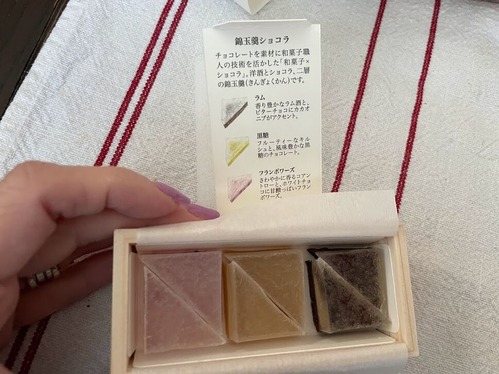 錦玉羹ショコラ
チョコレートを素材に和菓子職
人の技術を活かした「和菓子×
ショコラ」。洋酒とショコラ、二層
の錦玉羹(きんぎょくかん)です。
ラム
香り豊かなラム酒と、
ビターチョコにカカオ
ニブがアクセント。
黒糖
フルーティーなキル
シュと、風味豊かな黒
糖のチョコレート。
フランボワーズ
さわやかに香るコアン
トローと、ホワイトチョ
コに甘酸っぱいフラン
ボワーズ。